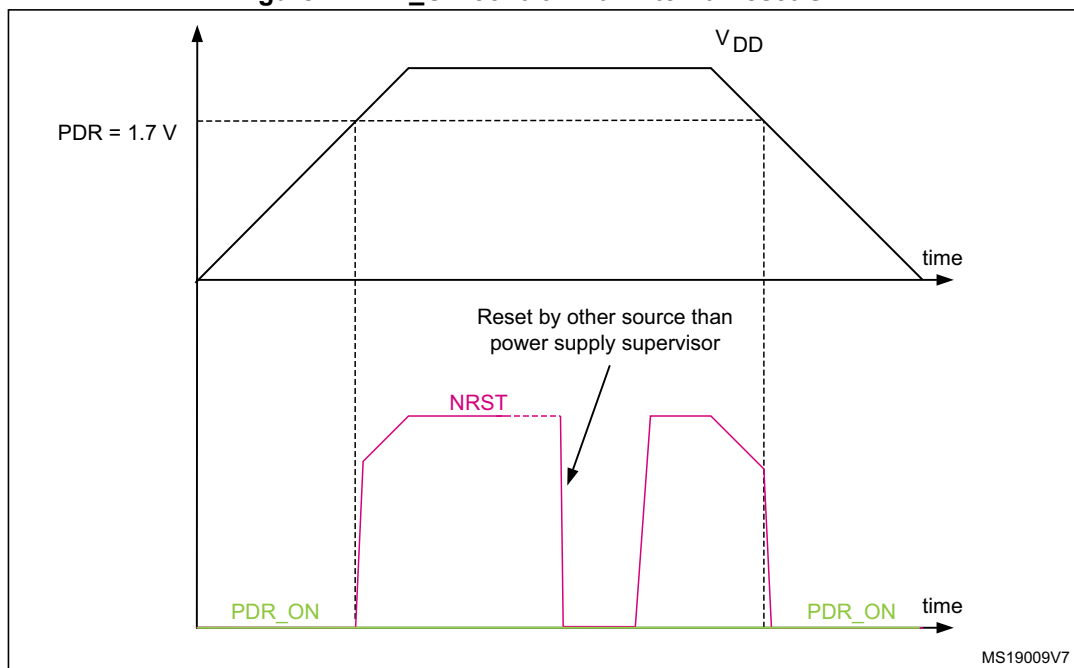 V DD
PDR = 1.7 V
time
Reset by other source than
power supply supervisor
NRST
PDR_ON
PDR_ON
time
MS19009V7